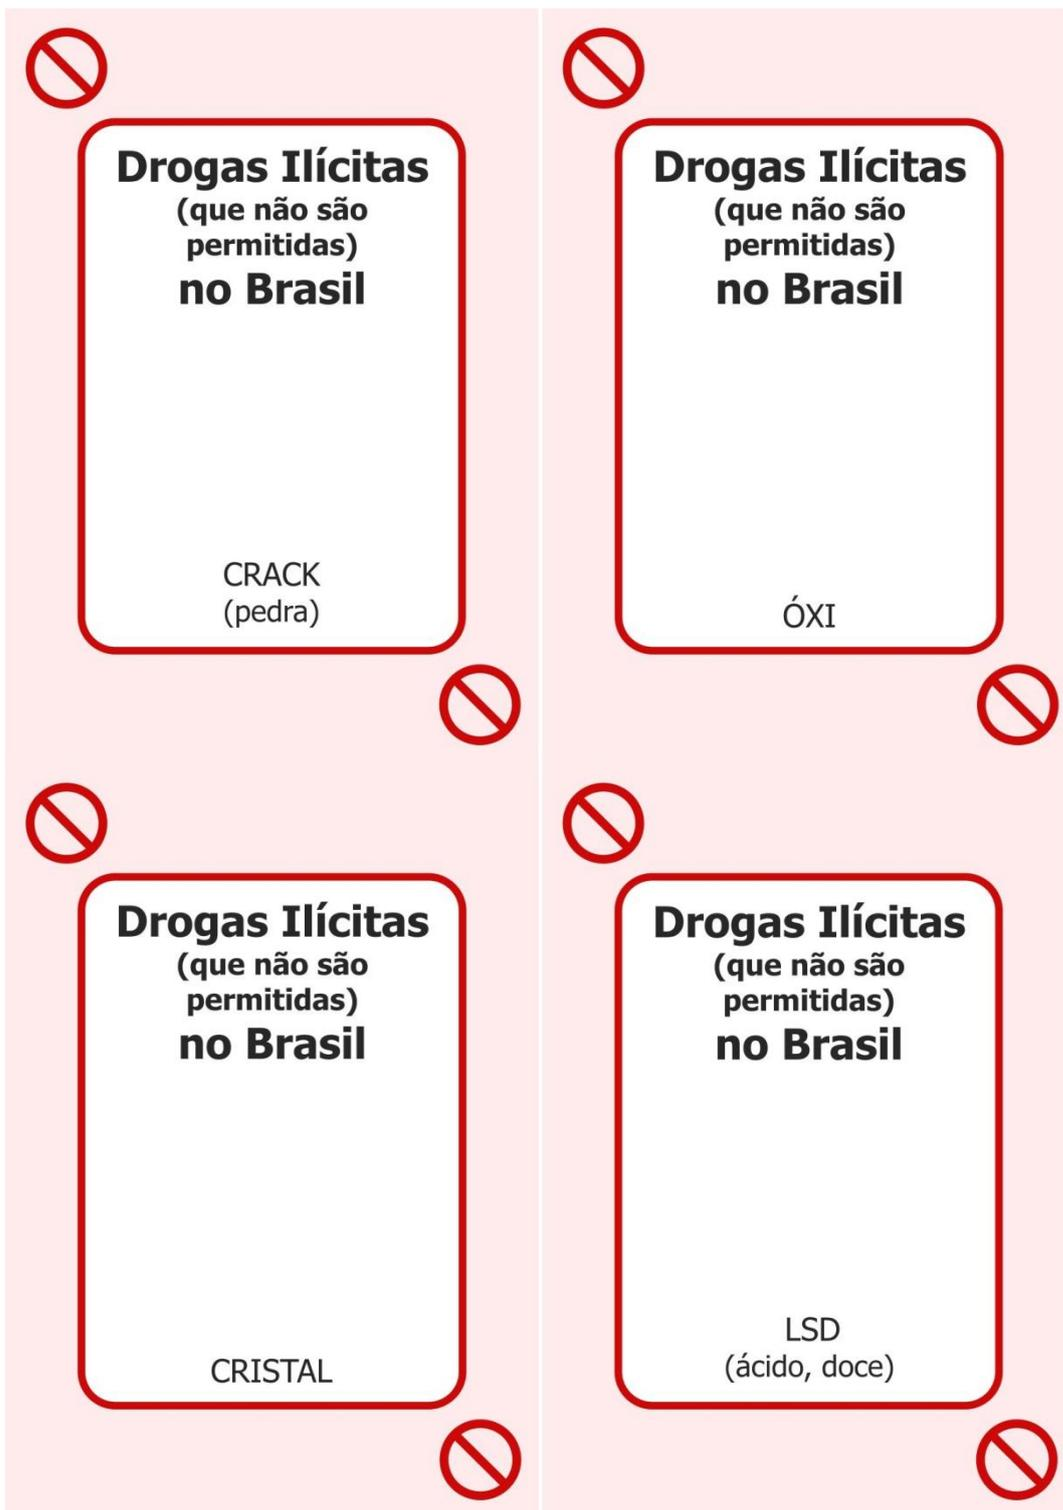 Drogas Ilícitas
(que não são
permitidas)
no Brasil
CRACK
(pedra)
Drogas Ilícitas
(que não são
permitidas)
no Brasil
ÓXI
Drogas Ilícitas
(que não são
permitidas)
no Brasil
CRISTAL
Drogas Ilícitas
(que não são
permitidas)
no Brasil
LSD
(ácido, doce)